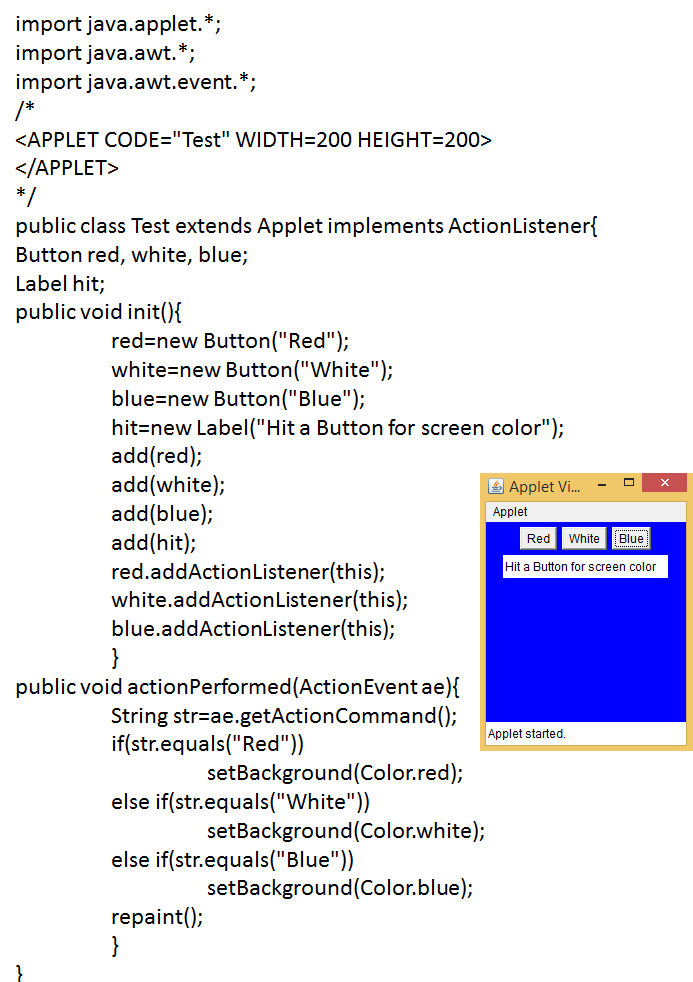 import java.applet.*;
import java.awt.*;
import java.awt.event.*;
/*
<APPLET CODE="Test" WIDTH=200 HEIGHT=200>
</APPLET>
*/
public class Test extends Applet implements ActionListener{
Button red, white, blue;
Label hit;
public void init(){
red=new Button("Red");
white=new Button("White");
blue=new Button("Blue");
hit=new Label("Hit a Button for screen color");
add(red);
add(white);
add(blue);
add(hit);
red.addActionListener(this);
white.addActionListener(this);
blue.addActionListener(this);
}
public void actionPerformed(ActionEvent ae){
String str=ae.getActionCommand();
if(str.equals("Red"))
setBackground(Color.red);
else if(str.equals("White"))
setBackground(Color.white);
else if(str.equals("Blue"))
setBackground(Color.blue);
repaint();
}
}
Applet Vi...
Applet
Red White Blue
Hit a Button for screen color
Applet started.